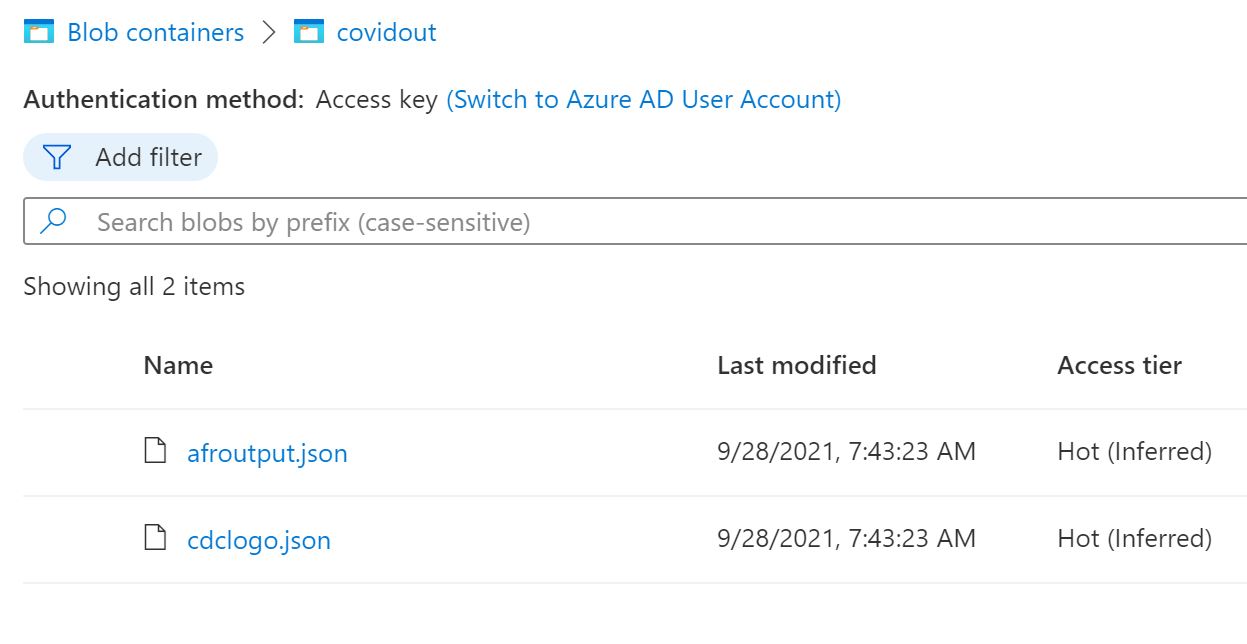 Blob containers > covidout
Authentication method: Access key (Switch to Azure AD User Account)
Add filter
Search blobs by prefix (case-sensitive)
Showing all 2 items
Name Last modified Access tier
afroutput.json 9/28/2021, 7:43:23 AM Hot (Inferred)
cdclogo.json 9/28/2021, 7:43:23 AM Hot (Inferred)